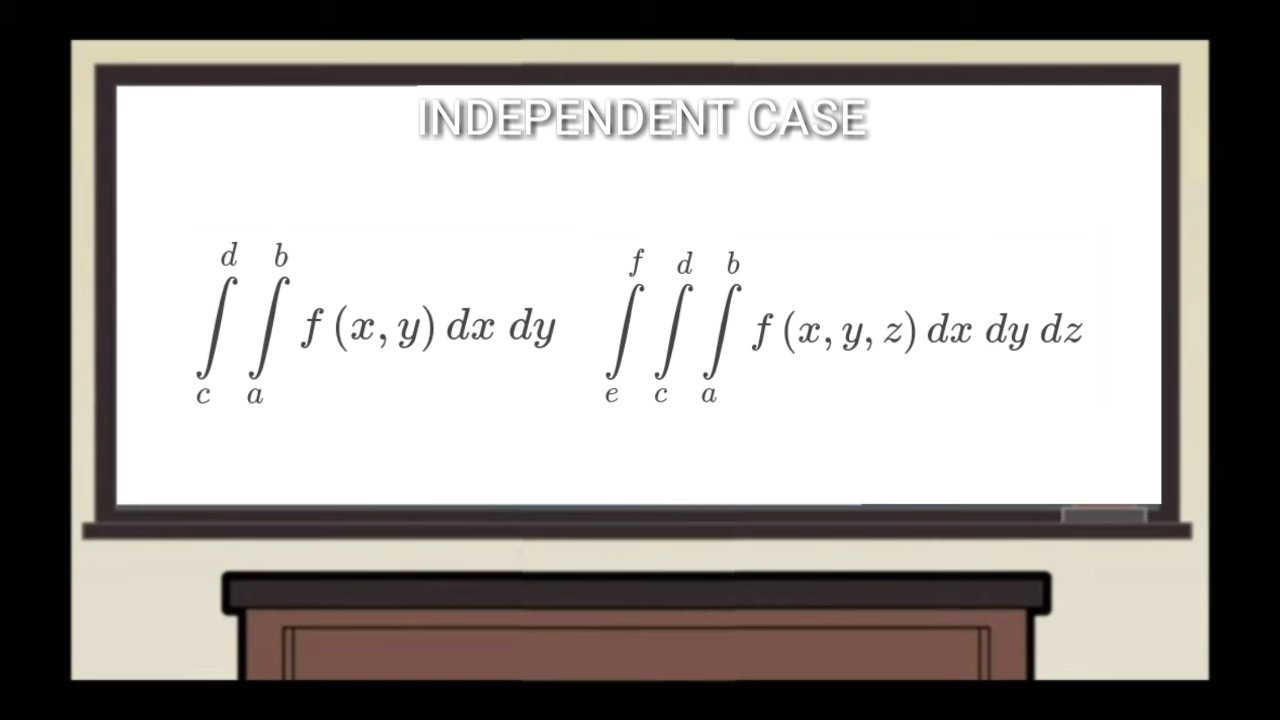 INDEPENDENT CASE
∫_c^d ∫_a^b f(x, y) dx dy   ∫_e^f ∫_c^d ∫_a^b f(x, y, z) dx dy dz